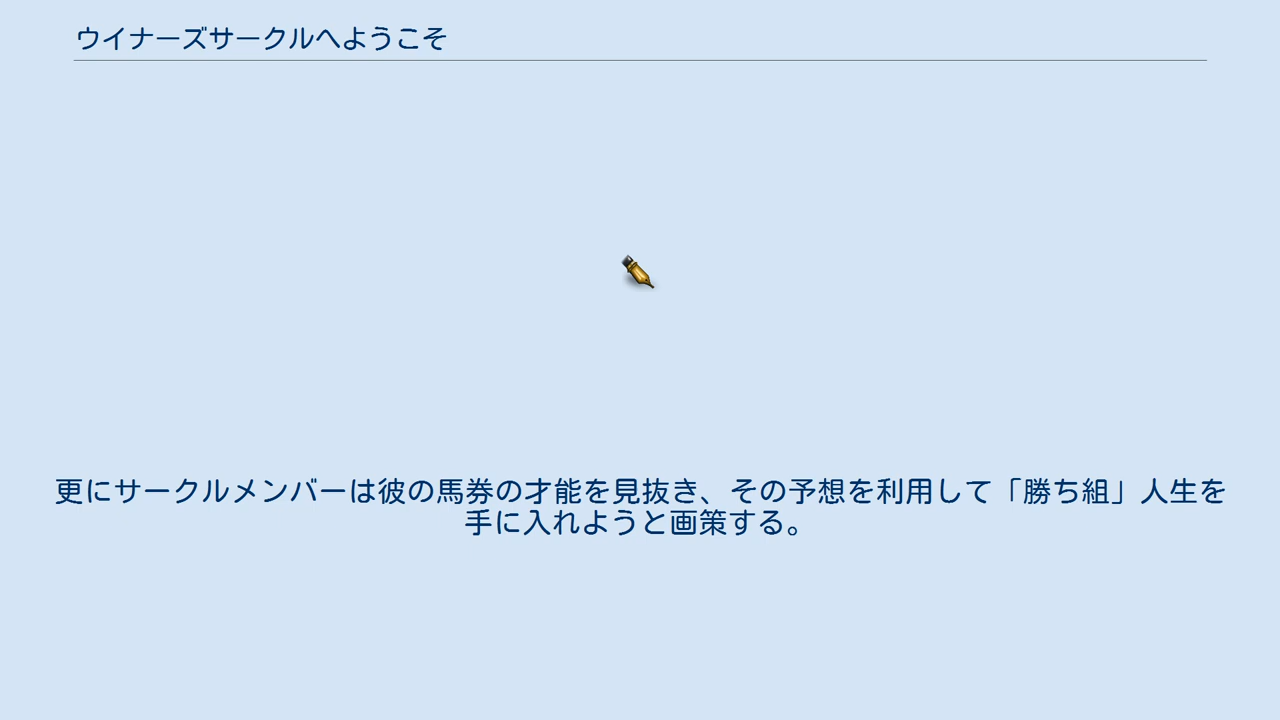 ウイナーズサークルへようこそ
更にサークルメンバーは彼の馬券の才能を見抜き、その予想を利用して「勝ち組」人生を
手に入れようと画策する。